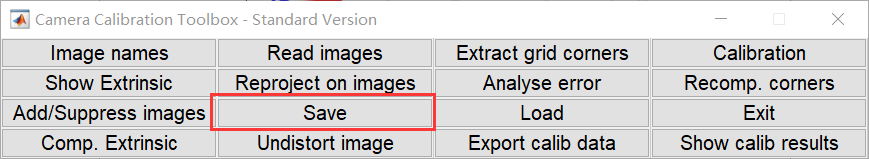 Camera Calibration Toolbox - Standard Version
Image names Read images Extract grid corners Calibration
Show Extrinsic Reproject on images Analyse error Recomp. corners
Add/Suppress images Save Load Exit
Comp. Extrinsic Undistort image Export calib data Show calib results